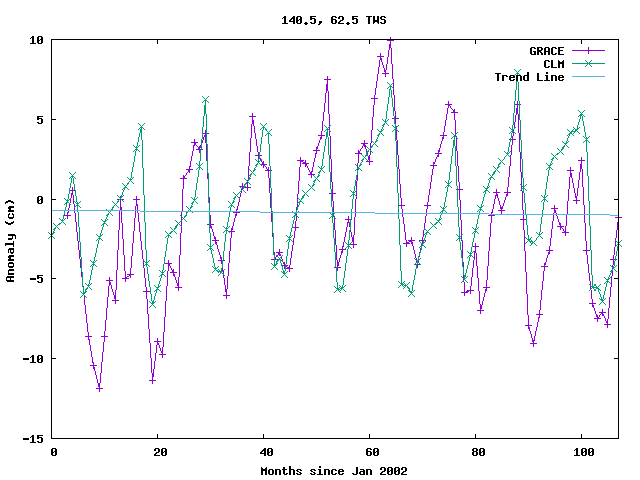 140.5, 62.5 TWS
GRACE
CLM
Trend Line
10
5
0
-5
-10
-15
Anomaly (cm)
0 20 40 60 80 100
Months since Jan 2002